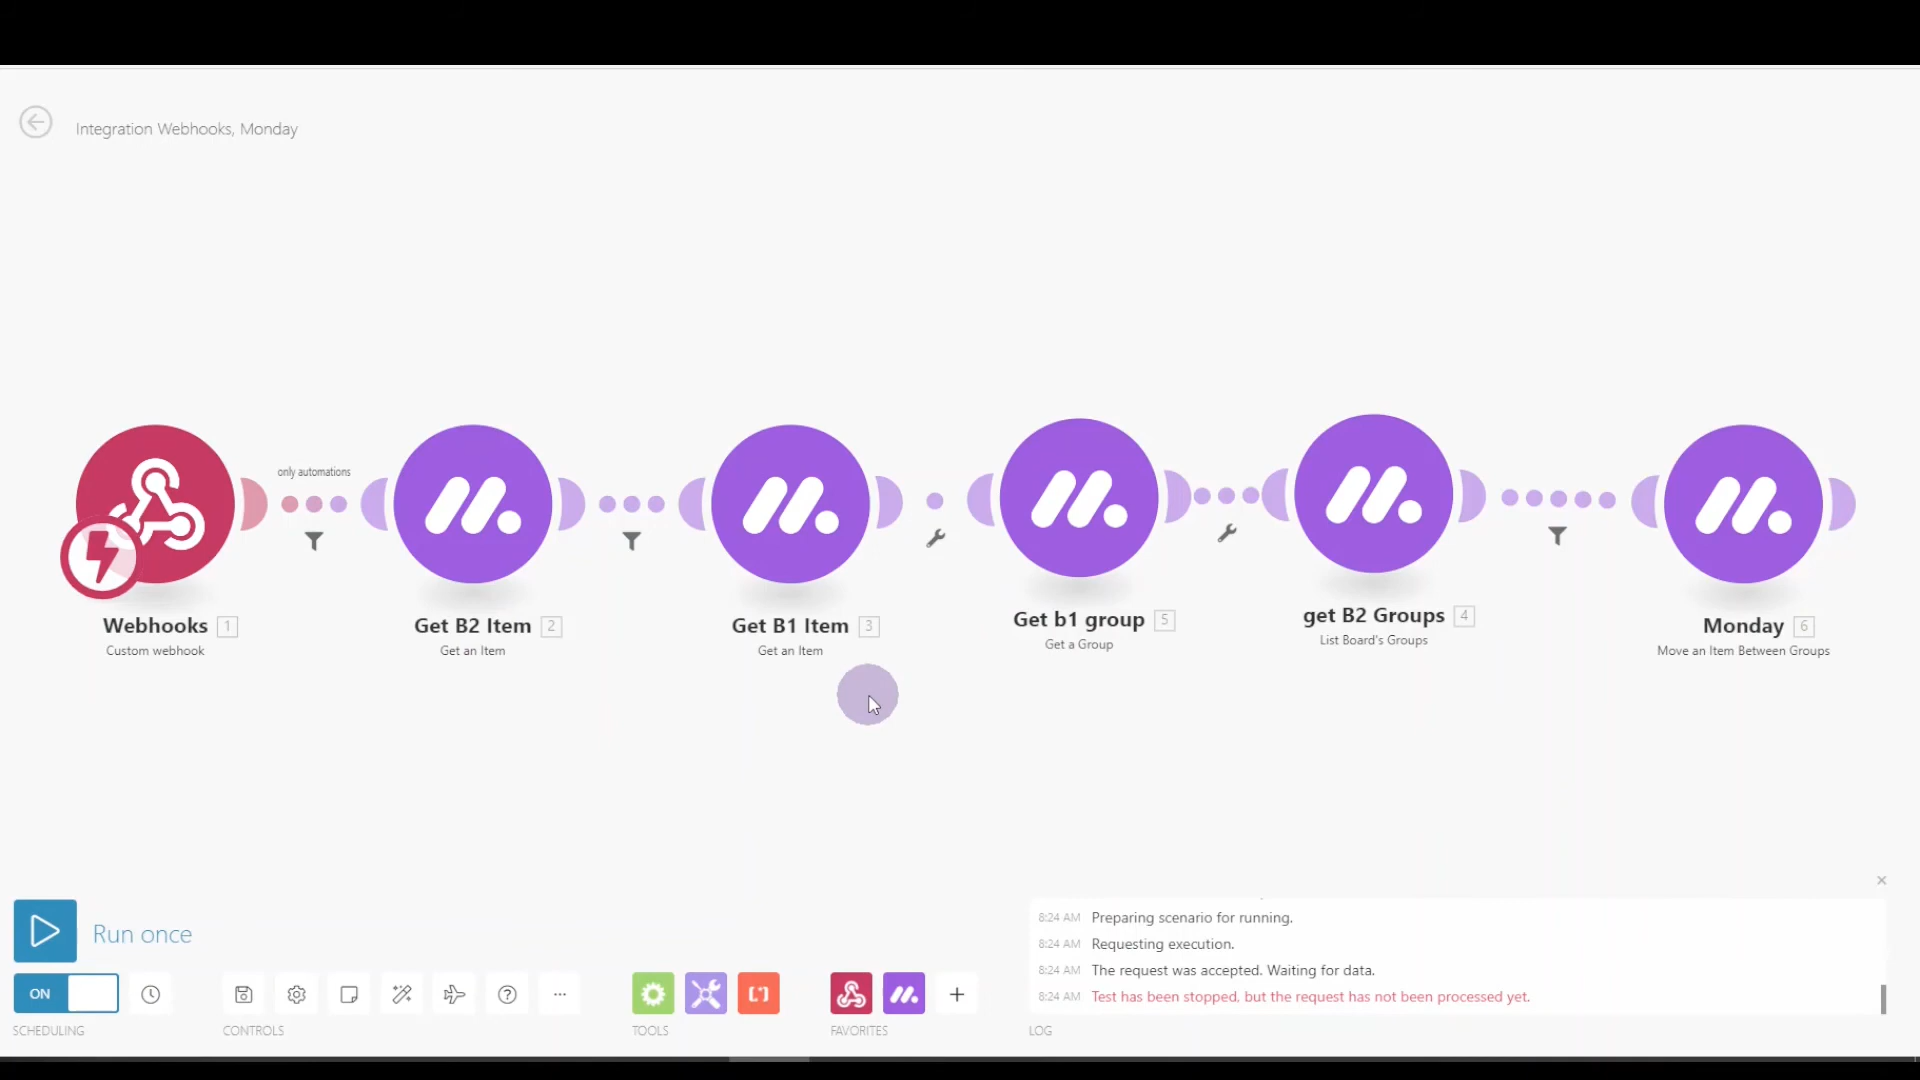 Integration Webhooks, Monday
only automations
Webhooks 1
Custom webhook
Get B2 Item 2
Get an Item
Get B1 Item 3
Get an Item
Get b1 group 5
Get a Group
get B2 Groups 4
List Board's Groups
Monday 6
Move an Item Between Groups
Run once
ON
SCHEDULING
CONTROLS
TOOLS
FAVORITES
8:24 AM Preparing scenario for running.
8:24 AM Requesting execution.
8:24 AM The request was accepted. Waiting for data.
8:24 AM Test has been stopped, but the request has not been processed yet.
LOG